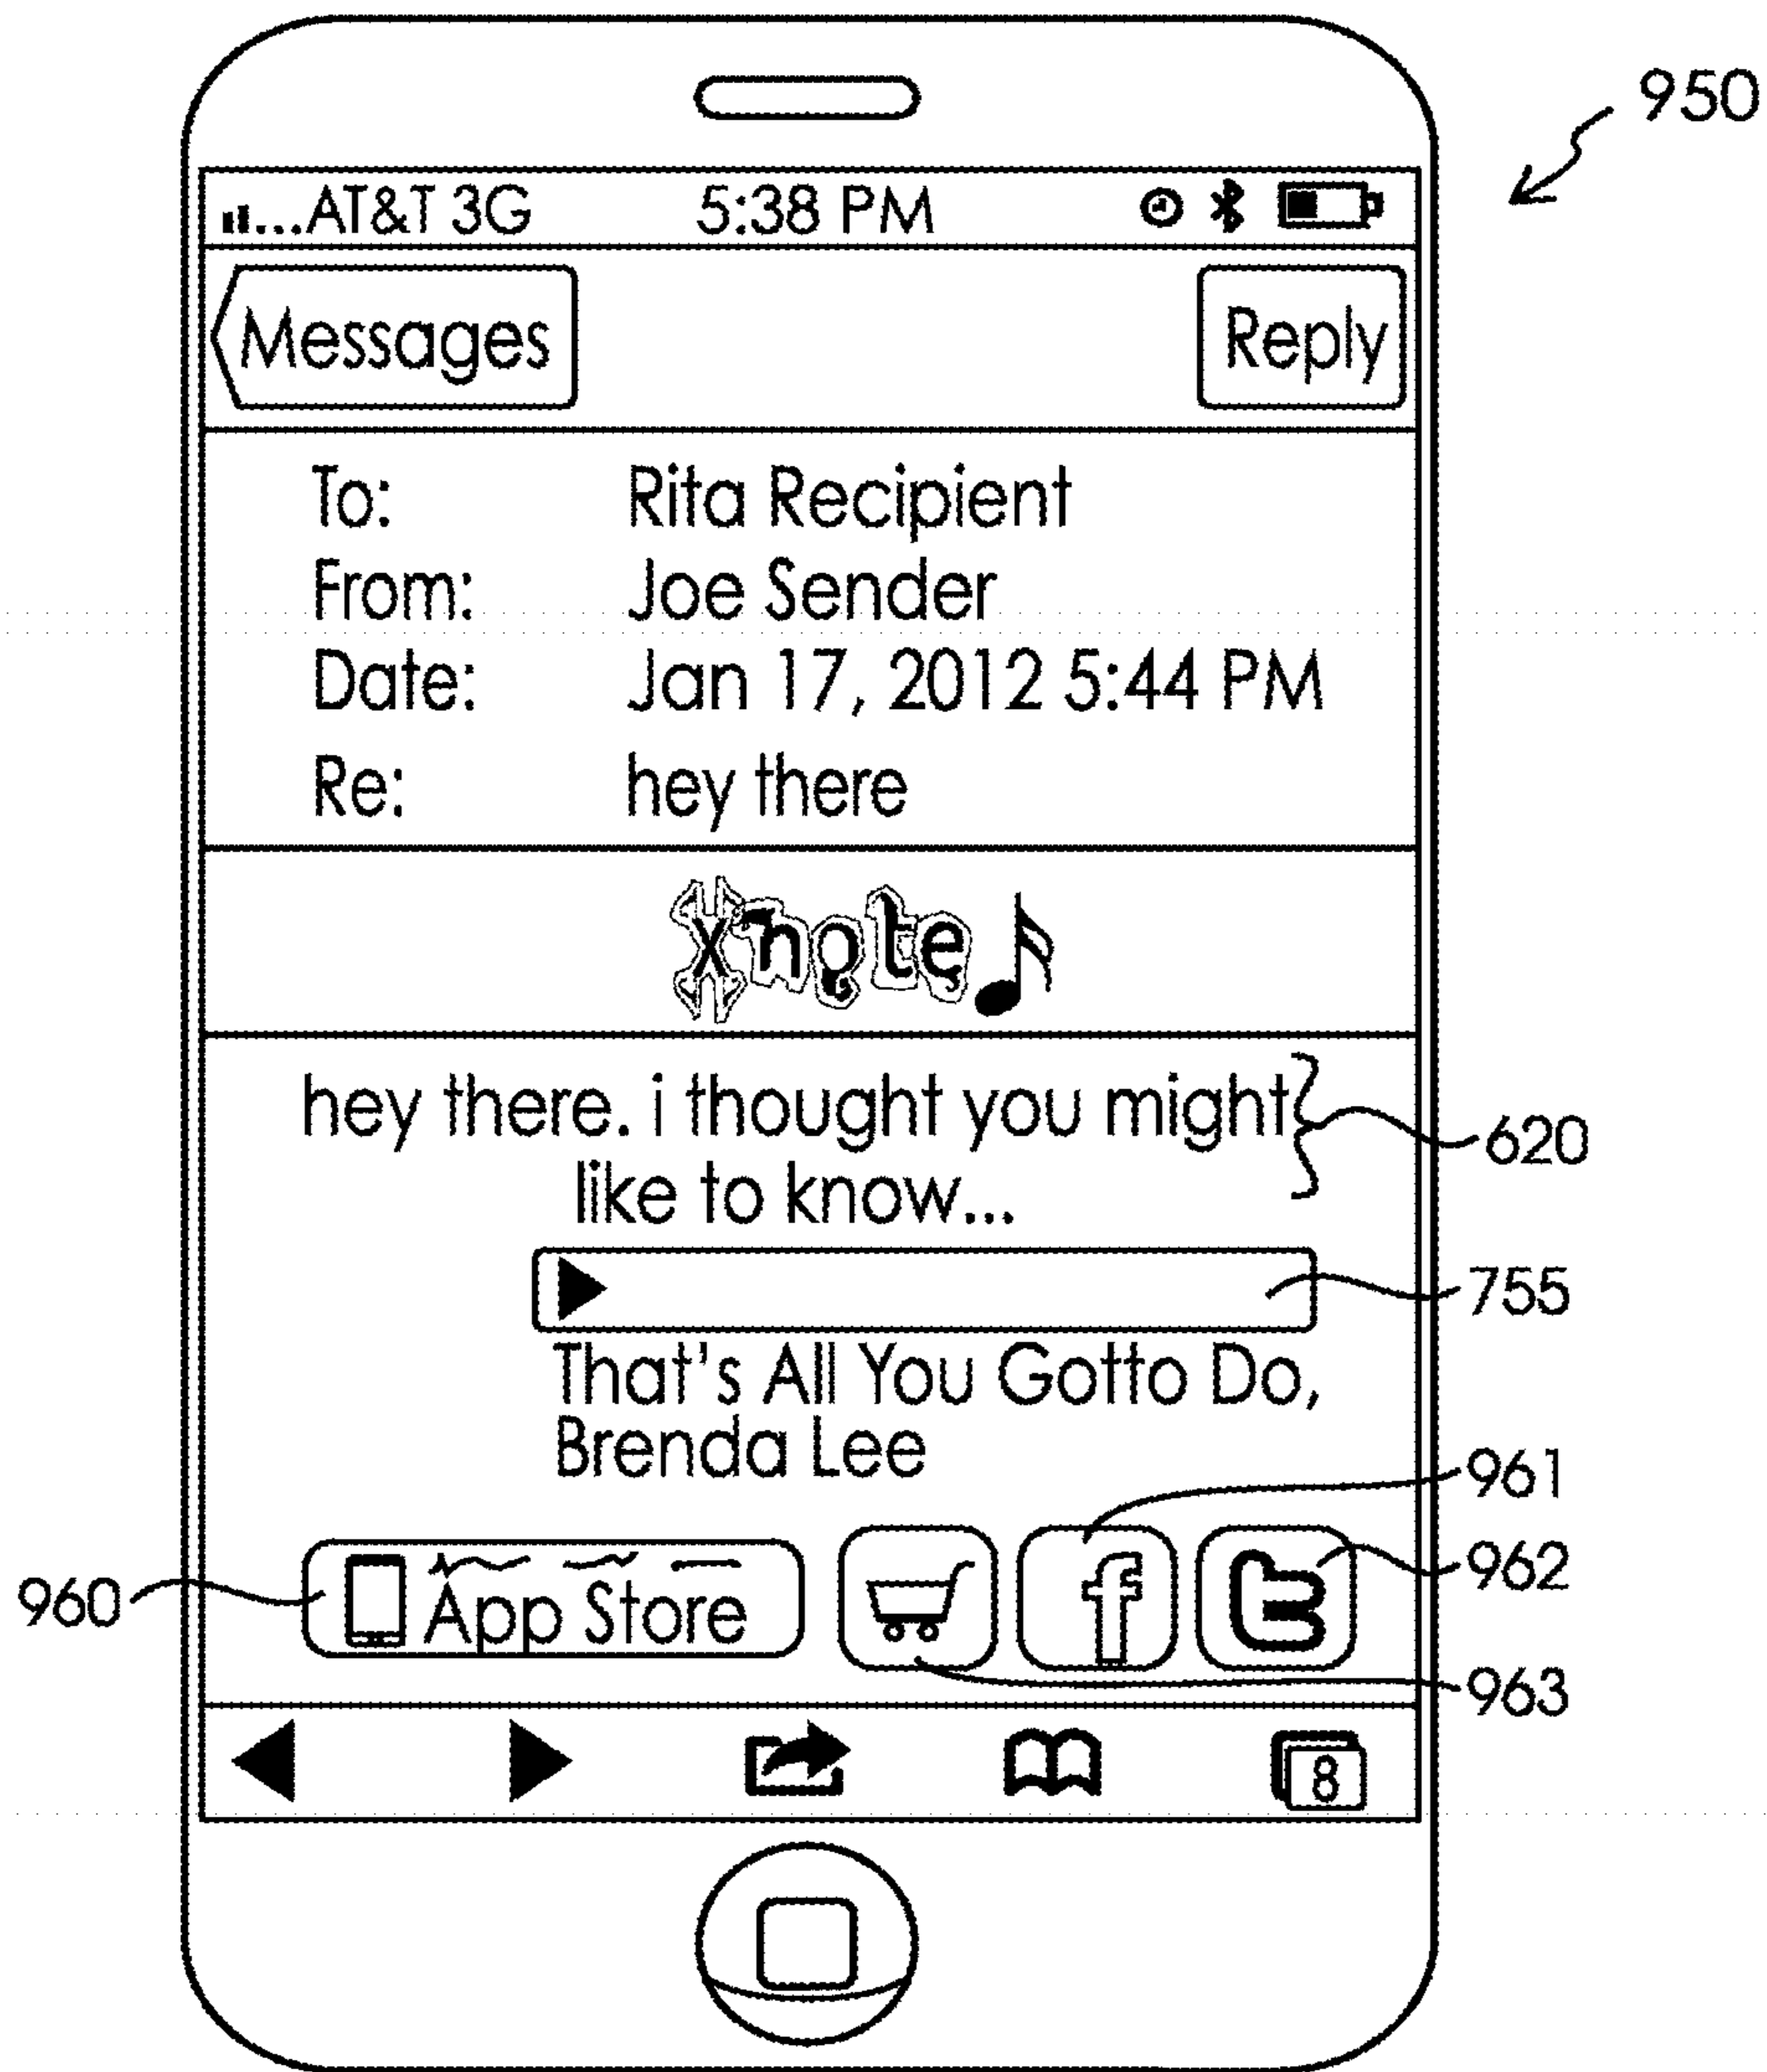 950
...AT&T 3G 5:38 PM
Messages Reply
To: Rita Recipient
From: Joe Sender
Date: Jan 17, 2012 5:44 PM
Re: hey there
xnote
hey there. i thought you might
620
like to know...
755
That's All You Gotto Do,
Brenda Lee
961
962
960 App Store f t
963
8